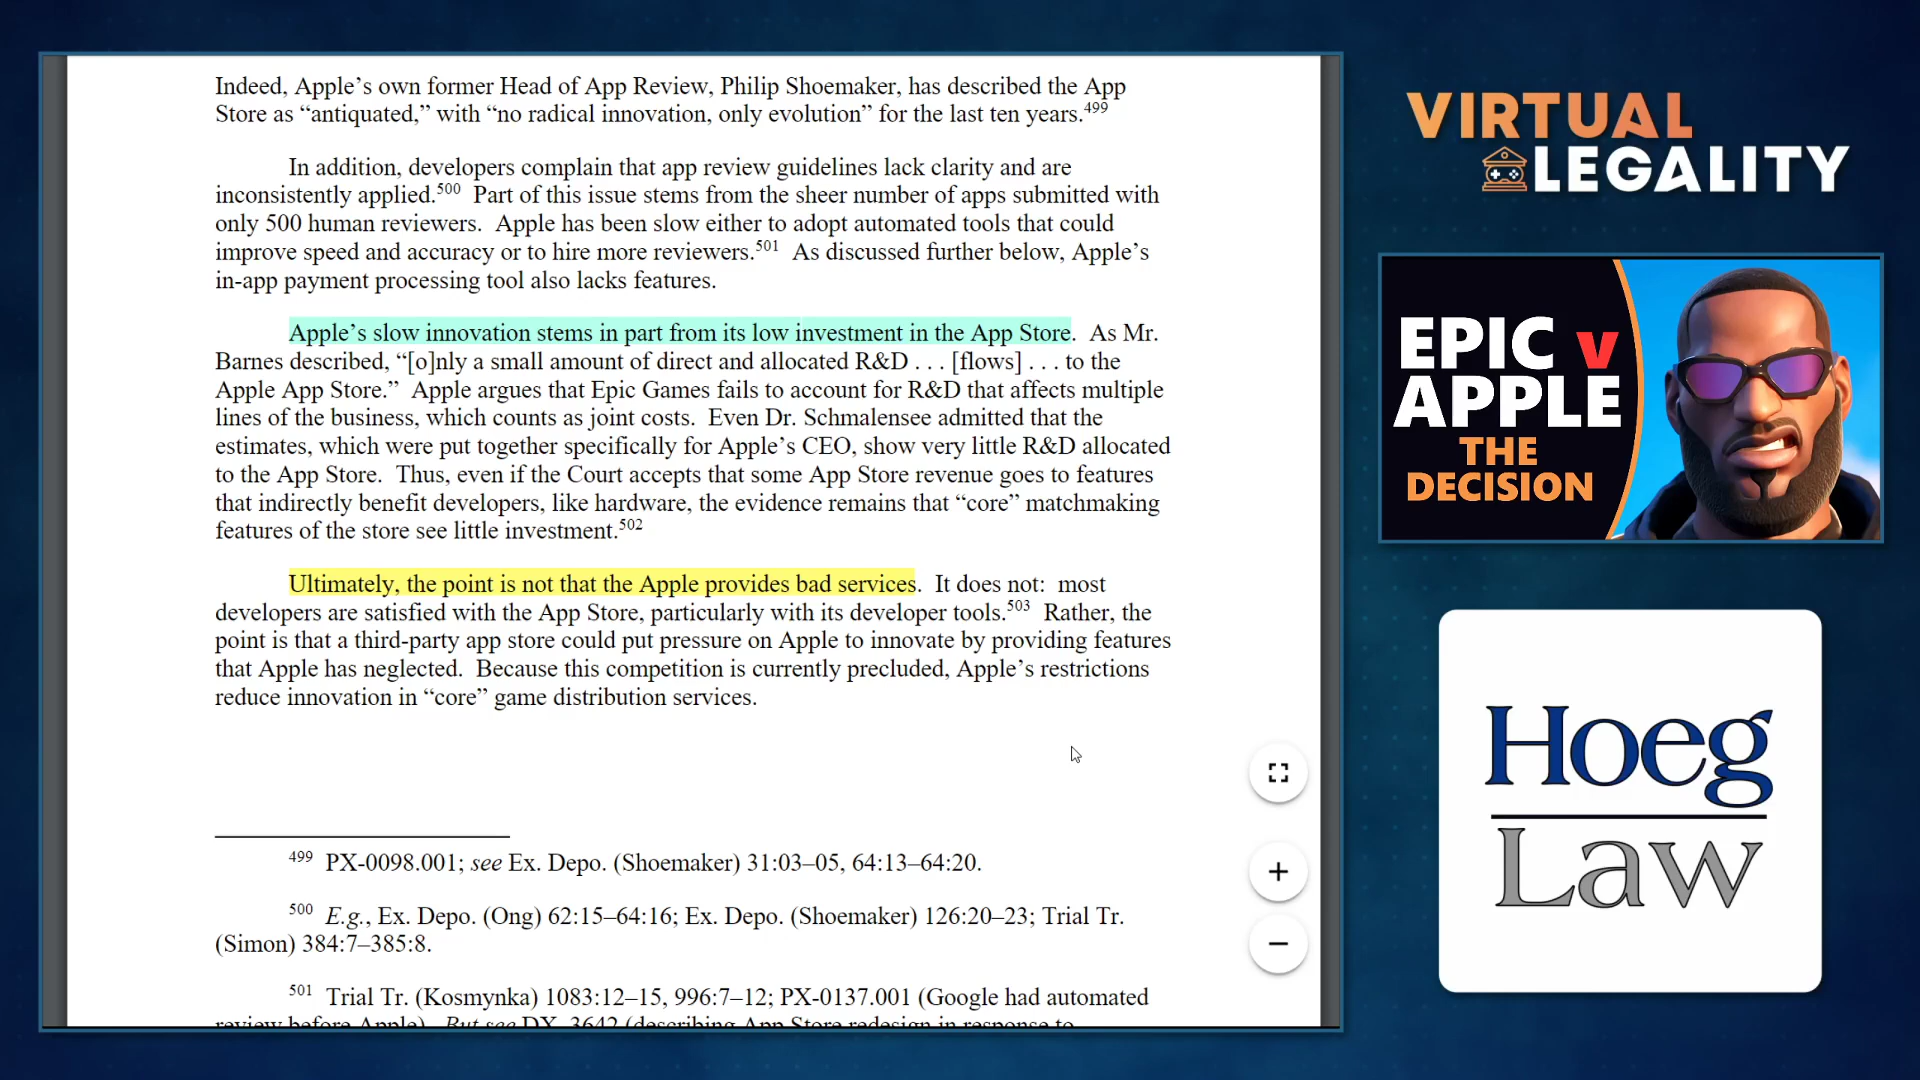 Indeed, Apple’s own former Head of App Review, Philip Shoemaker, has described the App
Store as “antiquated,” with “no radical innovation, only evolution” for the last ten years.499
In addition, developers complain that app review guidelines lack clarity and are
inconsistently applied.500 Part of this issue stems from the sheer number of apps submitted with
only 500 human reviewers. Apple has been slow either to adopt automated tools that could
improve speed and accuracy or to hire more reviewers.501 As discussed further below, Apple’s
in-app payment processing tool also lacks features.
Apple’s slow innovation stems in part from its low investment in the App Store. As Mr.
Barnes described, “[o]nly a small amount of direct and allocated R&D . . . [flows] . . . to the
Apple App Store.” Apple argues that Epic Games fails to account for R&D that affects multiple
lines of the business, which counts as joint costs. Even Dr. Schmalensee admitted that the
estimates, which were put together specifically for Apple’s CEO, show very little R&D allocated
to the App Store. Thus, even if the Court accepts that some App Store revenue goes to features
that indirectly benefit developers, like hardware, the evidence remains that “core” matchmaking
features of the store see little investment.502
Ultimately, the point is not that the Apple provides bad services. It does not: most
developers are satisfied with the App Store, particularly with its developer tools.503 Rather, the
point is that a third-party app store could put pressure on Apple to innovate by providing features
that Apple has neglected. Because this competition is currently precluded, Apple’s restrictions
reduce innovation in “core” game distribution services.
499 PX-0098.001; see Ex. Depo. (Shoemaker) 31:03–05, 64:13–64:20.
500 E.g., Ex. Depo. (Ong) 62:15–64:16; Ex. Depo. (Shoemaker) 126:20–23; Trial Tr.
(Simon) 384:7–385:8.
501 Trial Tr. (Kosmynka) 1083:12–15, 996:7–12; PX-0137.001 (Google had automated
review before Apple). But see DX-3642 (describing App Store redesign in response to
VIRTUAL
LEGALITY
EPIC v
APPLE
THE
DECISION
Hoeg
Law